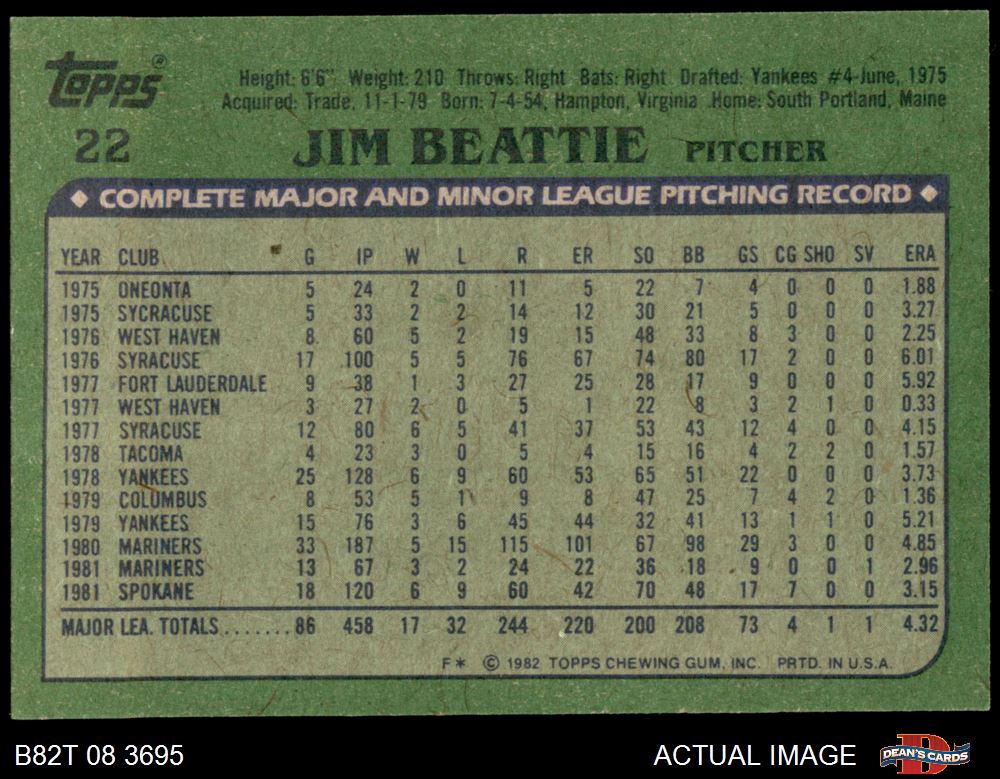 Topps®
Height: 6'6" Weight: 210 Throws: Right Bats: Right Drafted: Yankees #4-June, 1975
Acquired: Trade, 11-1-79 Born: 7-4-54, Hampton, Virginia Home: South Portland, Maine
22 JIM BEATTIE PITCHER
◆ COMPLETE MAJOR AND MINOR LEAGUE PITCHING RECORD ◆
YEAR CLUB G IP W L R ER SO BB GS CG SHO SV ERA
1975 ONEONTA 5 24 2 0 11 5 22 7 4 0 0 0 1.88
1975 SYCRACUSE 5 33 2 2 14 12 30 21 5 0 0 0 3.27
1976 WEST HAVEN 8 60 5 2 19 15 48 33 8 3 0 0 2.25
1976 SYRACUSE 17 100 5 5 76 67 74 80 17 2 0 0 6.01
1977 FORT LAUDERDALE 9 38 1 3 27 25 28 17 9 0 0 0 5.92
1977 WEST HAVEN 3 27 2 0 5 1 22 8 3 2 1 0 0.33
1977 SYRACUSE 12 80 6 5 41 37 53 43 12 4 0 0 4.15
1978 TACOMA 4 23 3 0 5 4 15 16 4 2 2 0 1.57
1978 YANKEES 25 128 6 9 60 53 65 51 22 0 0 0 3.73
1979 COLUMBUS 8 53 5 1 9 8 47 25 7 4 2 0 1.36
1979 YANKEES 15 76 3 6 45 44 32 41 13 1 1 0 5.21
1980 MARINERS 33 187 5 15 115 101 67 98 29 3 0 0 4.85
1981 MARINERS 13 67 3 2 24 22 36 18 9 0 0 1 2.96
1981 SPOKANE 18 120 6 9 60 42 70 48 17 7 0 0 3.15
MAJOR LEA. TOTALS.......86 458 17 32 244 220 200 208 73 4 1 1 4.32
F* © 1982 TOPPS CHEWING GUM, INC. PRTD. IN U.S.A.
B82T 08 3695 ACTUAL IMAGE DEAN'S CARDS